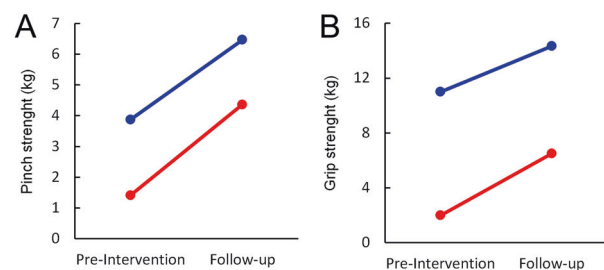 A
Pinch strenght (kg)
7
6
5
4
3
2
1
0
Pre-Intervention Follow-up
B
Grip strenght (kg)
16
12
8
4
0
Pre-Intervention Follow-up